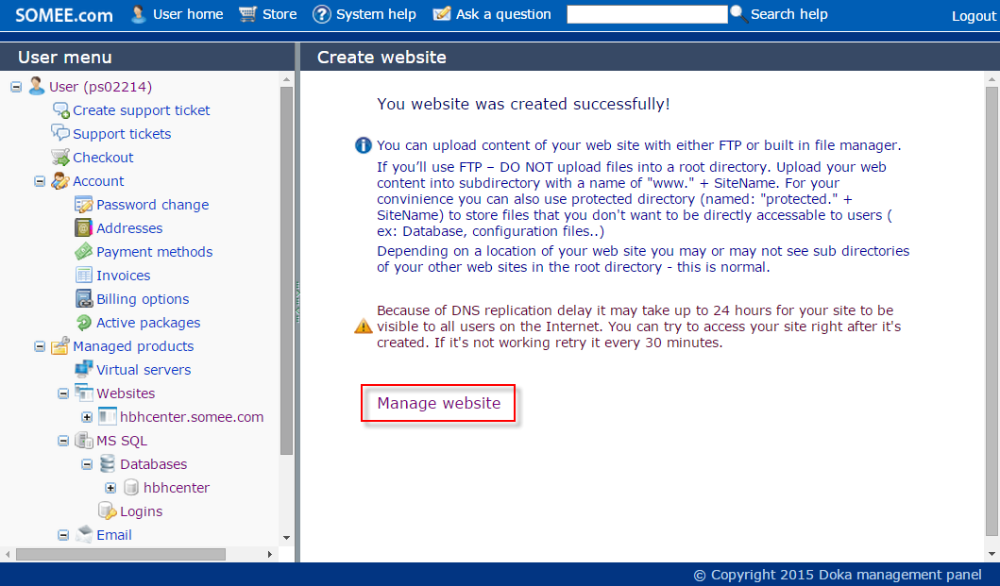 SOMEE.com User home Store System help Ask a question Search help Logout
User menu
User (ps02214)
Create support ticket
Support tickets
Checkout
Account
Password change
Addresses
Payment methods
Invoices
Billing options
Active packages
Managed products
Virtual servers
Websites
hbhcenter.somee.com
MS SQL
Databases
hbhcenter
Logins
Email
Create website
You website was created successfully!
You can upload content of your web site with either FTP or built in file manager.
If you’ll use FTP – DO NOT upload files into a root directory. Upload your web
content into subdirectory with a name of "www." + SiteName. For your
convinience you can also use protected directory (named: "protected." +
SiteName) to store files that you don't want to be directly accessable to users (
ex: Database, configuration files..)
Depending on a location of your web site you may or may not see sub directories
of your other web sites in the root directory - this is normal.
Because of DNS replication delay it may take up to 24 hours for your site to be
visible to all users on the Internet. You can try to access your site right after it's
created. If it's not working retry it every 30 minutes.
Manage website
© Copyright 2015 Doka management panel